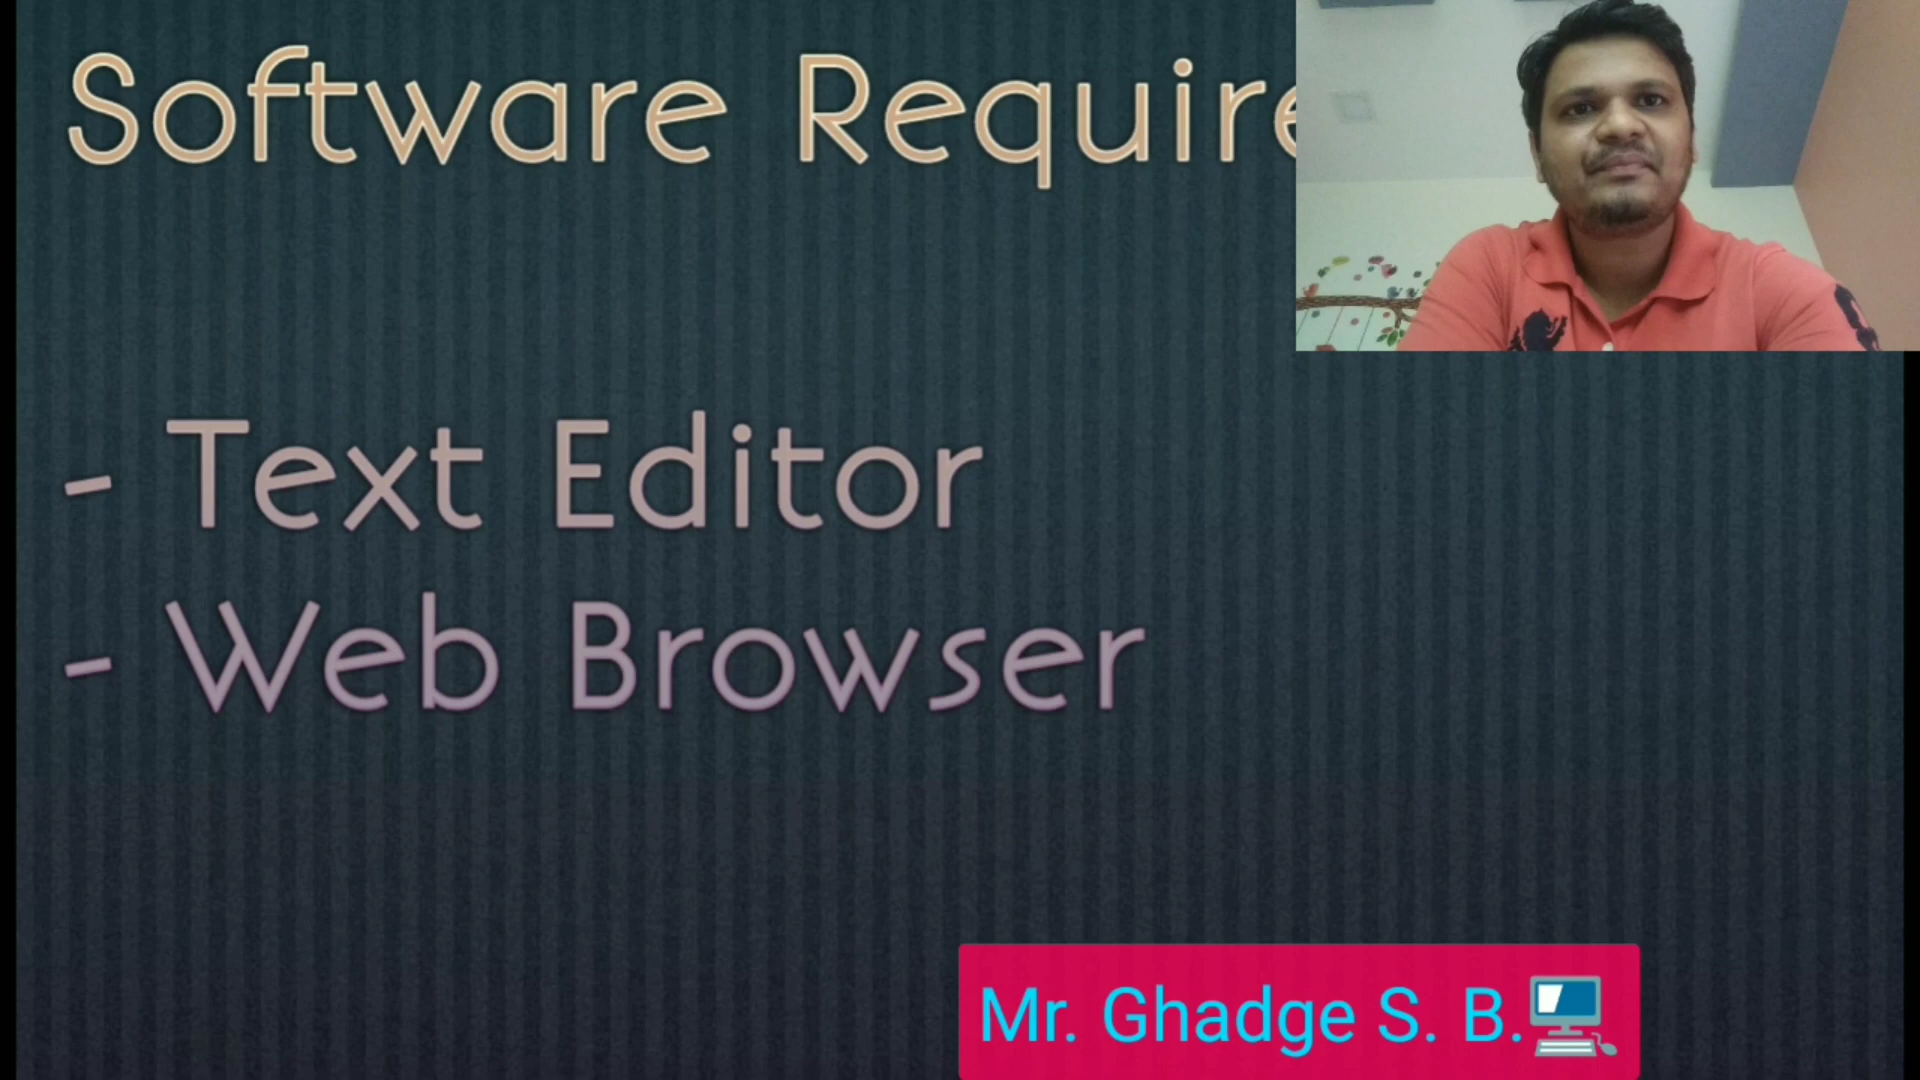 Software Require
- Text Editor
- Web Browser
Mr. Ghadge S. B.